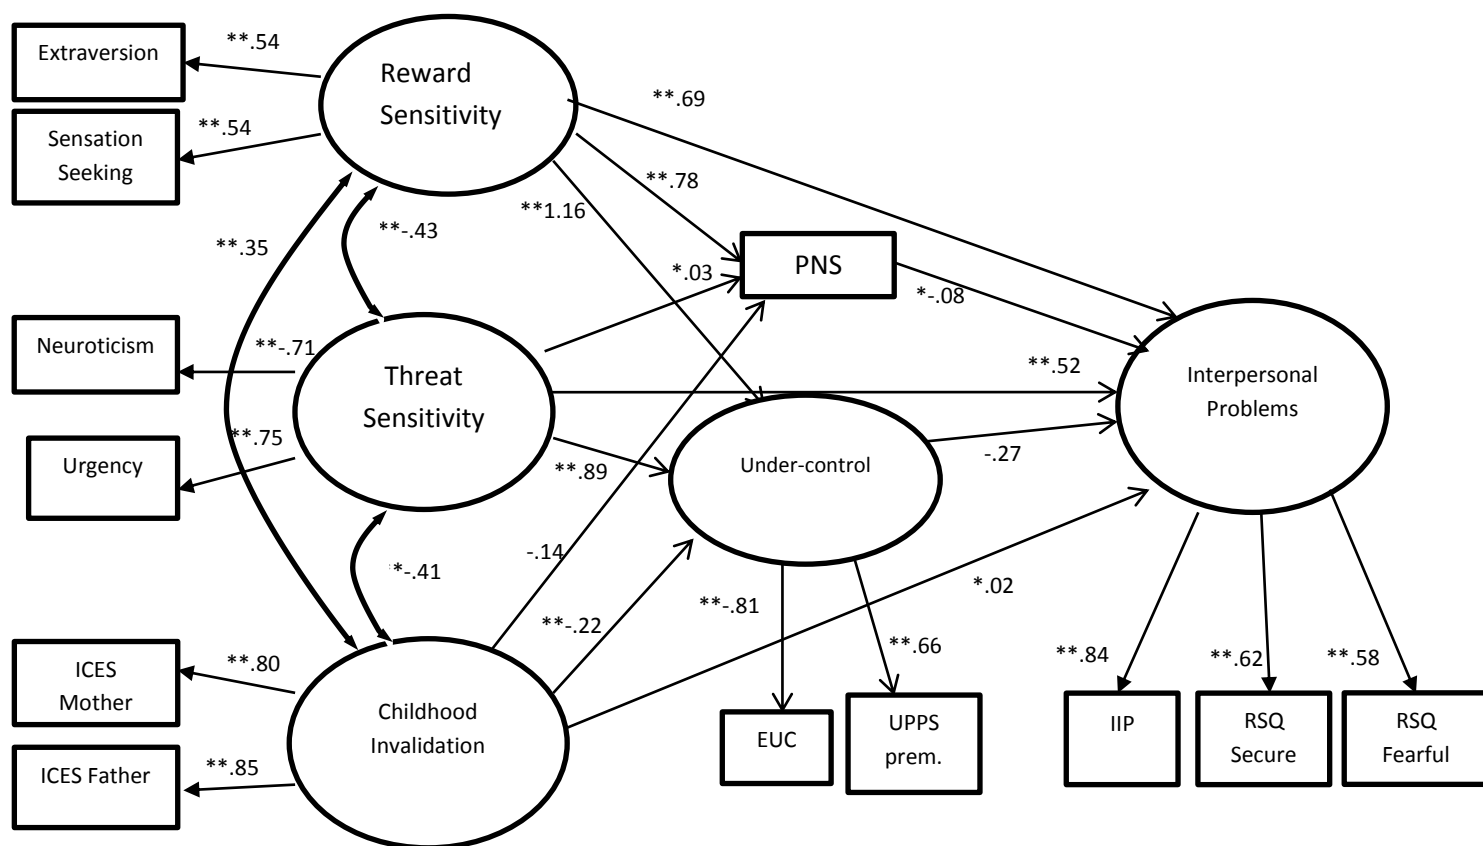 Extraversion
**.54
Reward
Sensitivity
**.69
Sensation
Seeking
**.54
**.78
**1.16
**.35
**-.43
PNS
*.03
*-.08
Neuroticism
**-.71
Threat
Sensitivity
**.52
Interpersonal
Problems
Urgency
**.75
**.89
Under-control
-.27
-.14
*-.41
*.02
**-.81
**-.22
**.66
ICES
Mother
**.80
**.84
**.62
**.58
Childhood
Invalidation
EUC
UPPS
prem.
IIP
RSQ
Secure
RSQ
Fearful
ICES Father
**.85